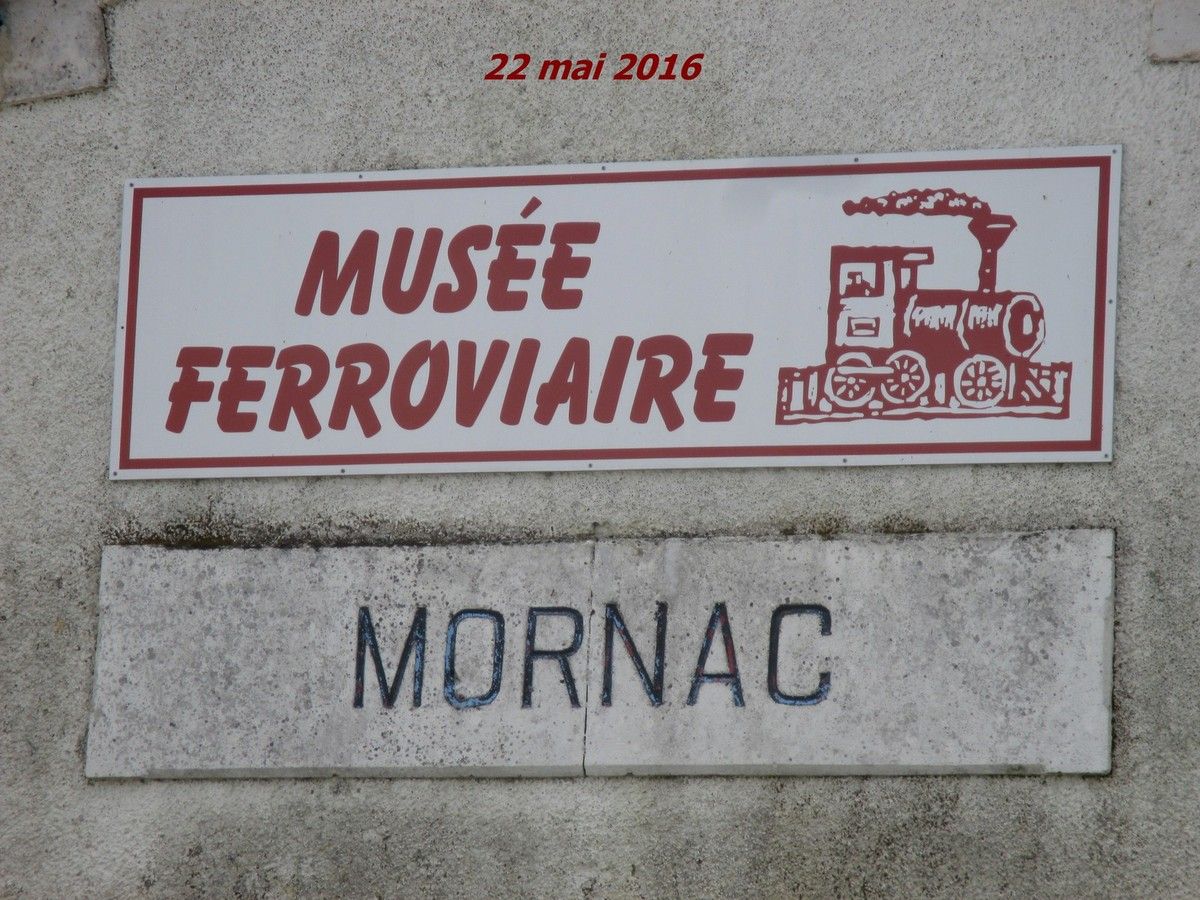 22 mai 2016
MUSÉE
FERROVIAIRE
MORNAC